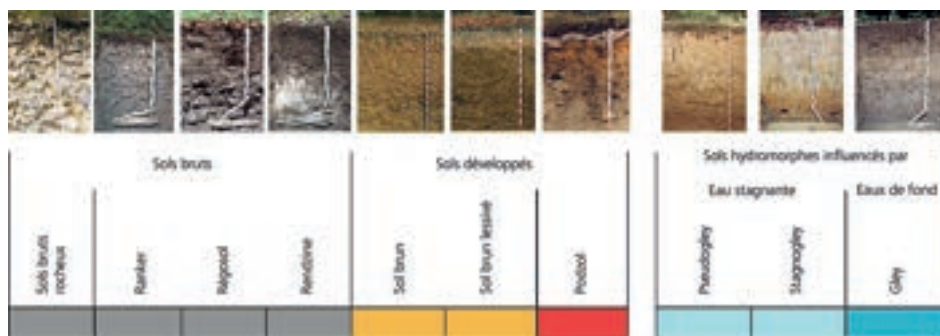 Sols bruts
Sols développés
Sols hydromorphes influencés par
Eau stagnante
Eaux de fond
Sols bruts
rocheux
Ranker
Régosol
Rendzine
Sol brun
Sol brun lessivé
Podzol
Pseudogley
Stagnogley
Gley